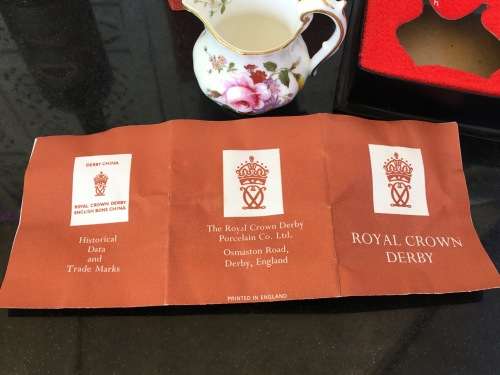 DERBY CHINA
ROYAL CROWN DERBY
ENGLISH BONE CHINA
Historical
Data
and
Trade Marks
The Royal Crown Derby
Porcelain Co. Ltd.
Osmaston Road,
Derby, England
PRINTED IN ENGLAND
ROYAL CROWN
DERBY